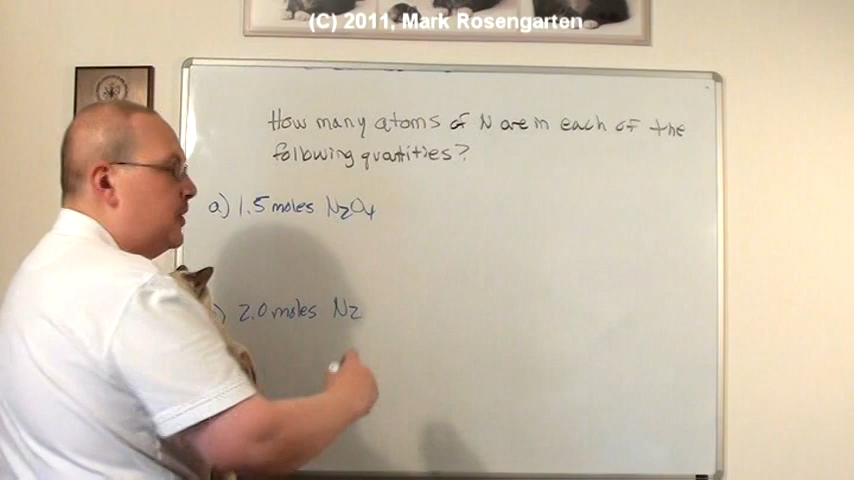 (C) 2011, Mark Rosengarten
How many atoms of N are in each of the
following quantities?
a.) 1.5 moles N₂O₄
) 2.0 moles N₂